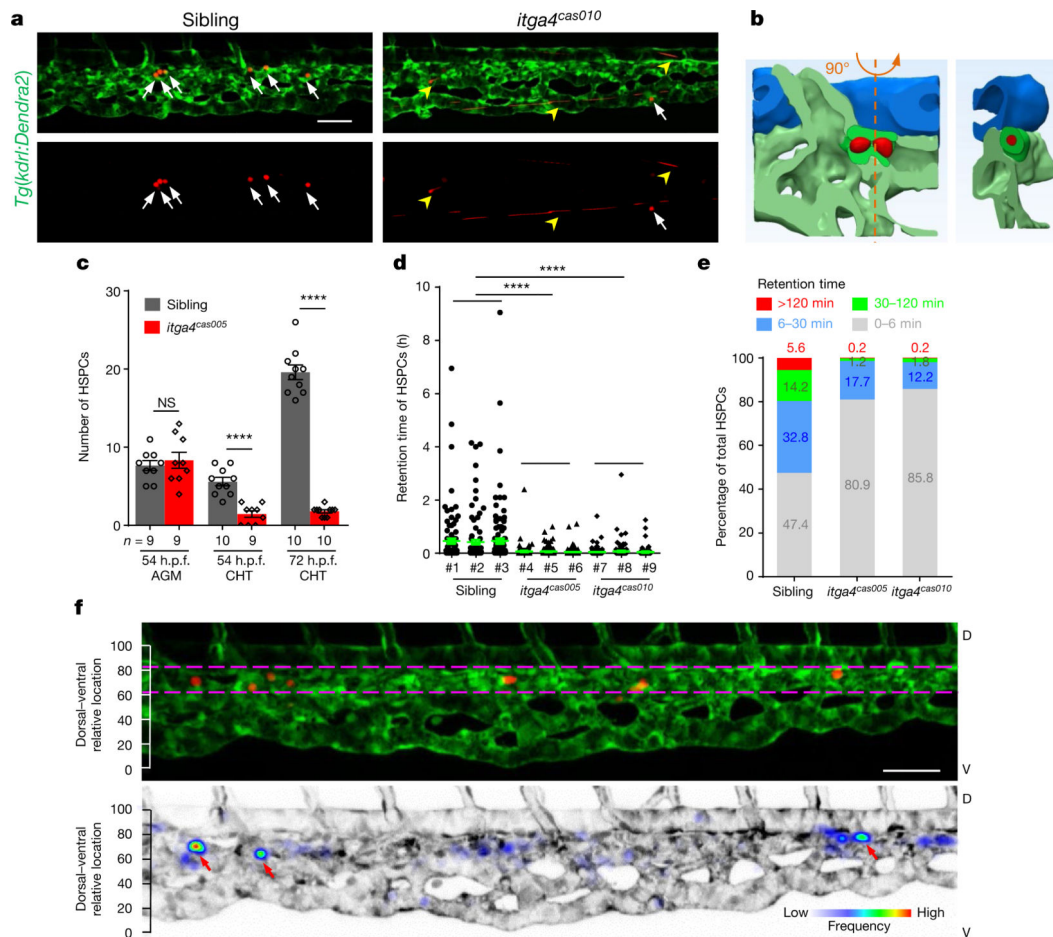 a
Sibling
itga4cas010
Tg(kdrl:Dendra2)
b
90°
c
Number of HSPCs
30
20
10
0
Sibling
itga4cas005
NS
****
****
n = 9 9 10 9 10 10
54 h.p.f. 54 h.p.f. 72 h.p.f.
AGM CHT CHT
d
Retention time of HSPCs (h)
10
8
6
4
2
0
****
****
#1 #2 #3 #4 #5 #6 #7 #8 #9
Sibling itga4cas005 itga4cas010
e
Retention time
>120 min 30–120 min
6–30 min 0–6 min
Percentage of total HSPCs
100
80
60
40
20
0
5.6 0.2 0.2
14.2 1.2 1.8
32.8 17.7 12.2
47.4 80.9 85.8
Sibling itga4cas005 itga4cas010
f
Dorsal–ventral
relative location
100
80
60
40
20
0
D
V
Dorsal–ventral
relative location
100
80
60
40
20
0
D
Low High
Frequency
V